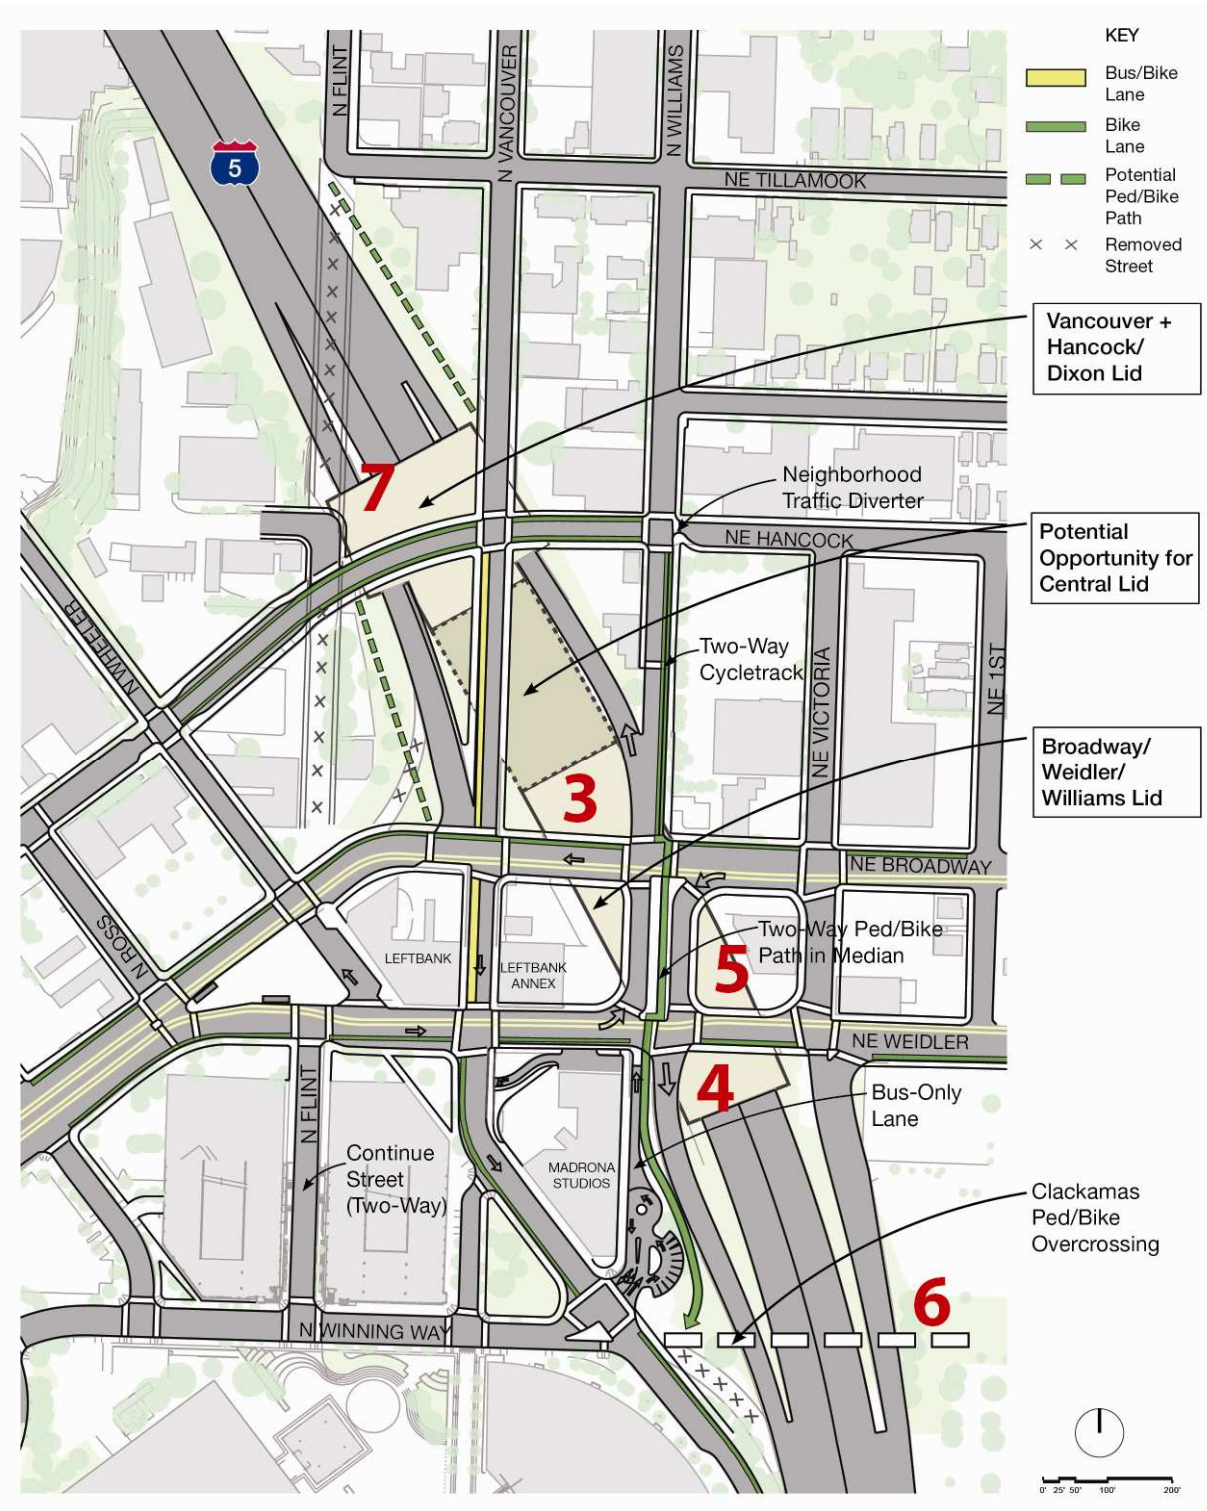 KEY
Bus/Bike
Lane
Bike
Lane
Potential
Ped/Bike
Path
Removed
Street
N FLINT
N VANCOUVER
N WILLIAMS
5
NE TILLAMOOK
Vancouver +
Hancock/
Dixon Lid
7
Neighborhood
Traffic Diverter
NE HANCOCK
Potential
Opportunity for
Central Lid
N WHEELER
Two-Way
Cycletrack
NE VICTORIA
NE 1ST
Broadway/
Weidler/
Williams Lid
3
NE BROADWAY
N ROSS
LEFTBANK
LEFTBANK
ANNEX
Two-Way Ped/Bike
Path in Median
5
NE WEIDLER
4
Bus-Only
Lane
N FLINT
Continue
Street
(Two-Way)
MADRONA
STUDIOS
Clackamas
Ped/Bike
Overcrossing
6
N WINNING WAY
0' 25' 50' 100' 200'